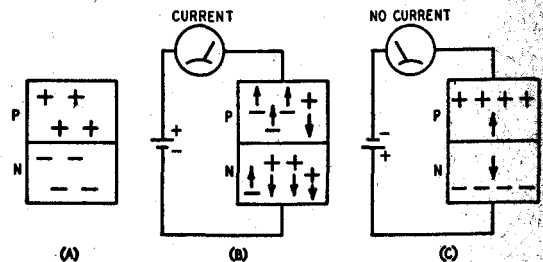 CURRENT
NO CURRENT
P
+ +
+ +
N
− −
− −
(A)
+
−
P
− − +
−
N
+ + +
−
(B)
−
+
P
+ + + +
N
− − − −
(C)